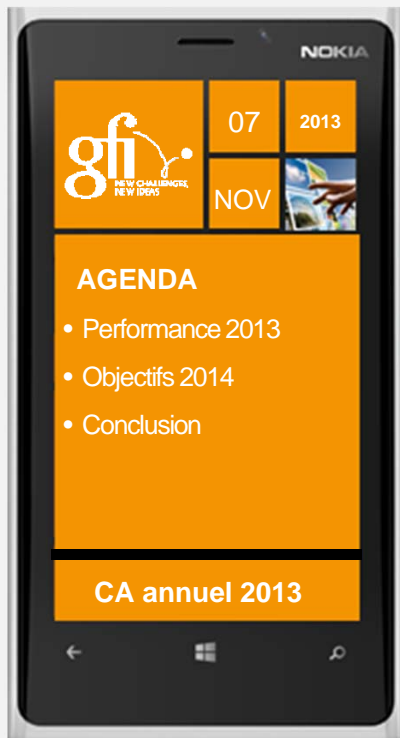 NOKIA
gfi
NEW CHALLENGES,
NEW IDEAS
07
2013
NOV
AGENDA
• Performance 2013
• Objectifs 2014
• Conclusion
CA annuel 2013